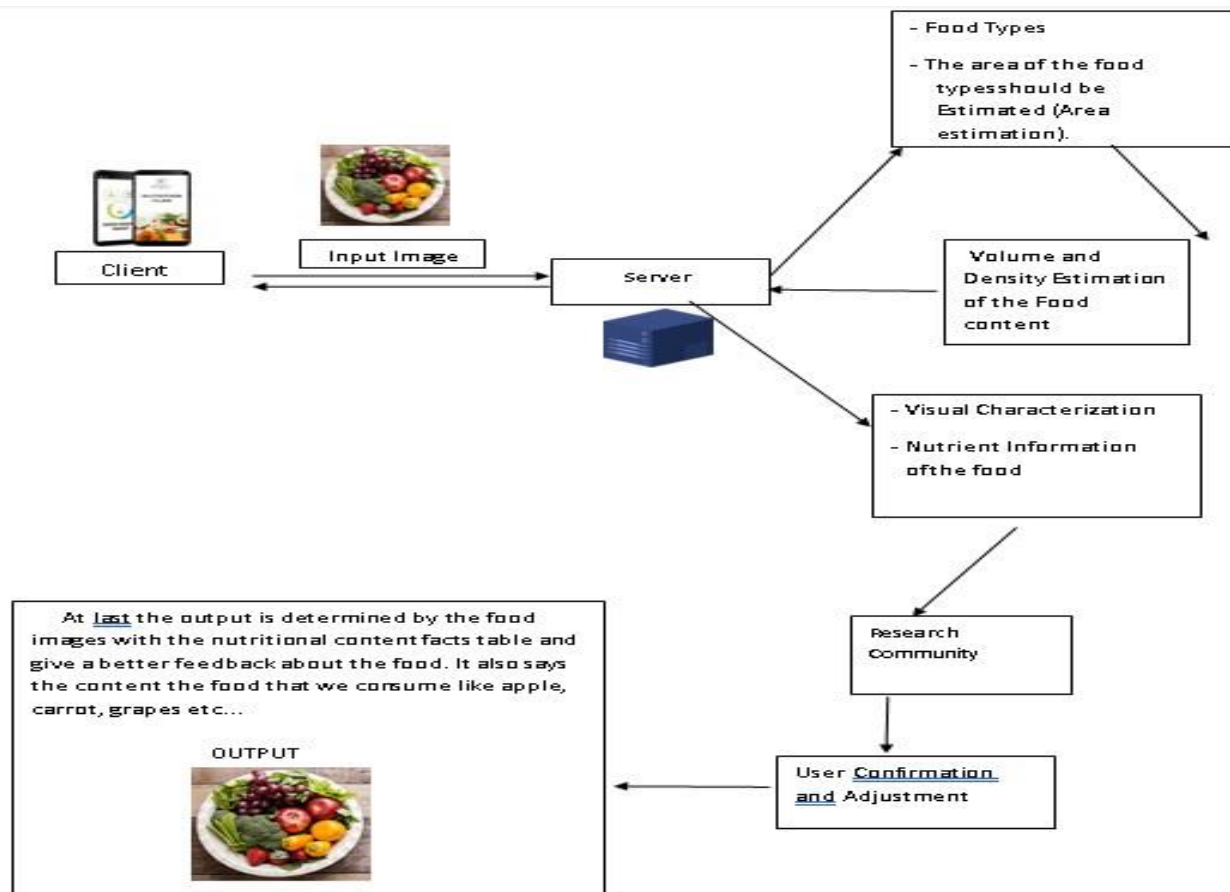 - Food Types
- The area of the food
typesshould be
Estimated (Area
estimation).
Client
Input Image
Server
Volume and
Density Estimation
of the Food
content
- Visual Characterization
- Nutrient Information
ofthe food
Research
Community
User Confirmation
and Adjustment
At last the output is determined by the food
images with the nutritional content facts table and
give a better feedback about the food. It also says
the content the food that we consume like apple,
carrot, grapes etc...
OUTPUT